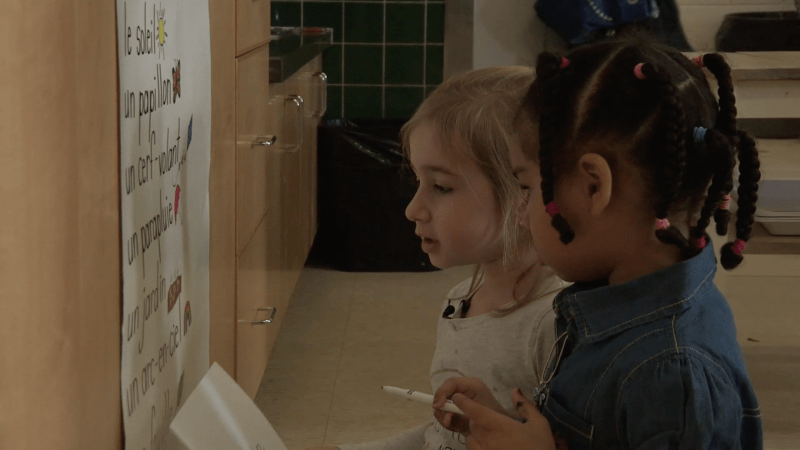 le soleil
un papillon
un cerf-volant
un parapluie
un jardin
un arc-en-ciel